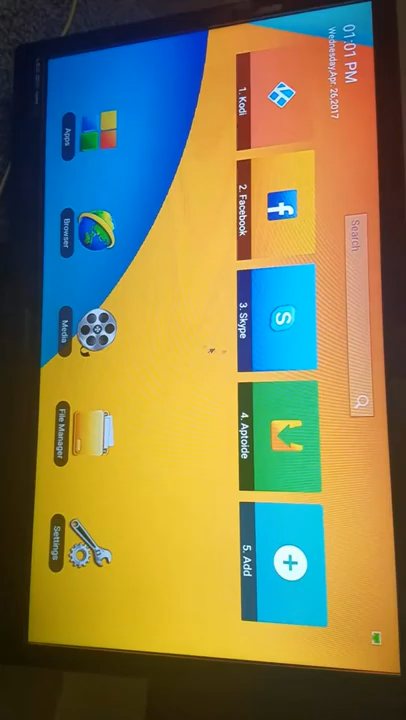 01:01 PM
Wednesday,Apr. 26,2017
Search
1. Kodi
2. Facebook
3. Skype
4. Aptoide
5. Add
Apps
Browser
Media
File Manager
Settings